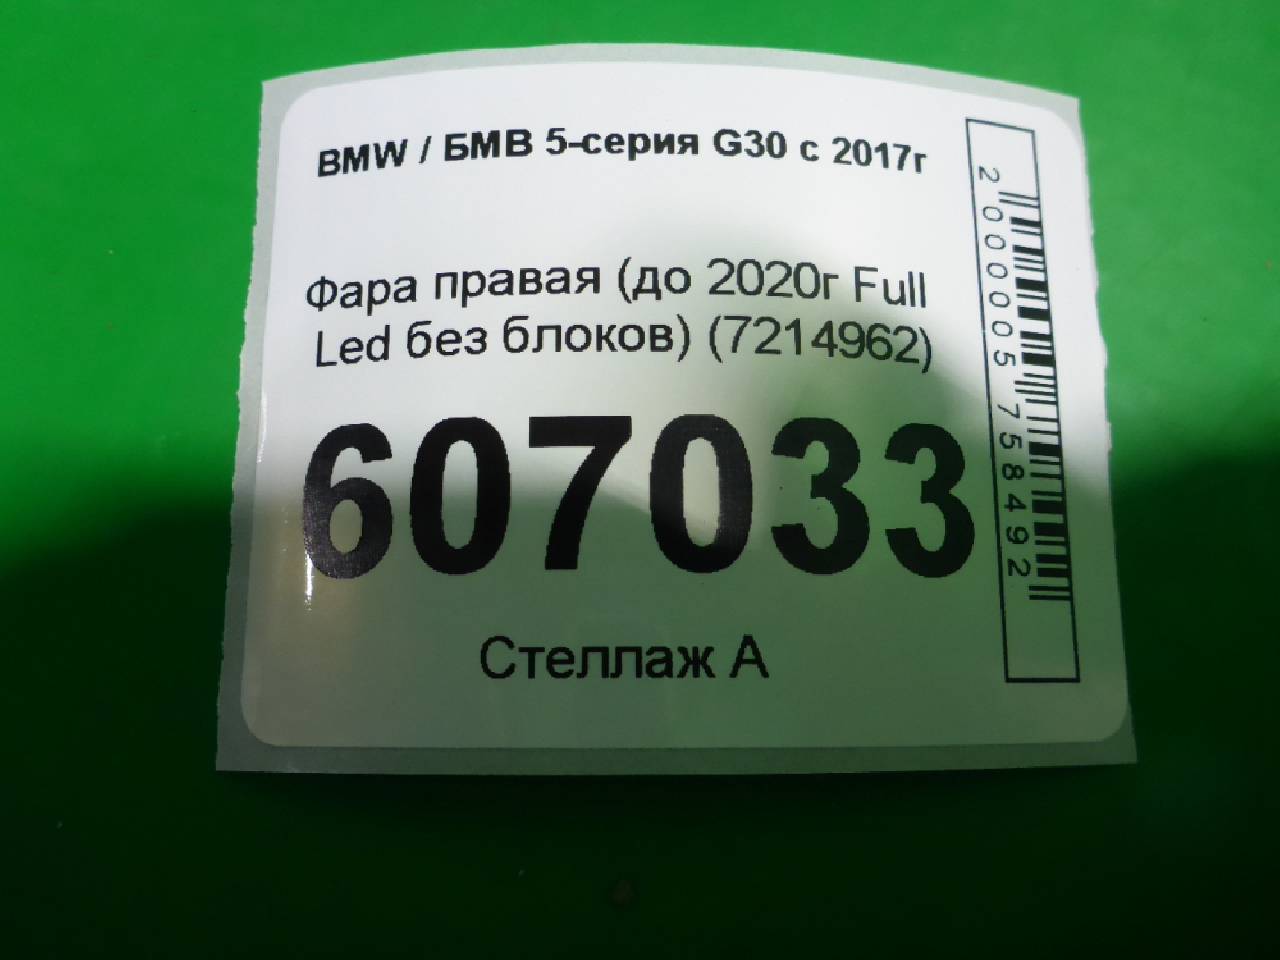 BMW / БМВ 5-серия G30 с 2017г
Фара правая (до 2020г Full
Led без блоков) (7214962)
607033
Стеллаж А
2000005758492